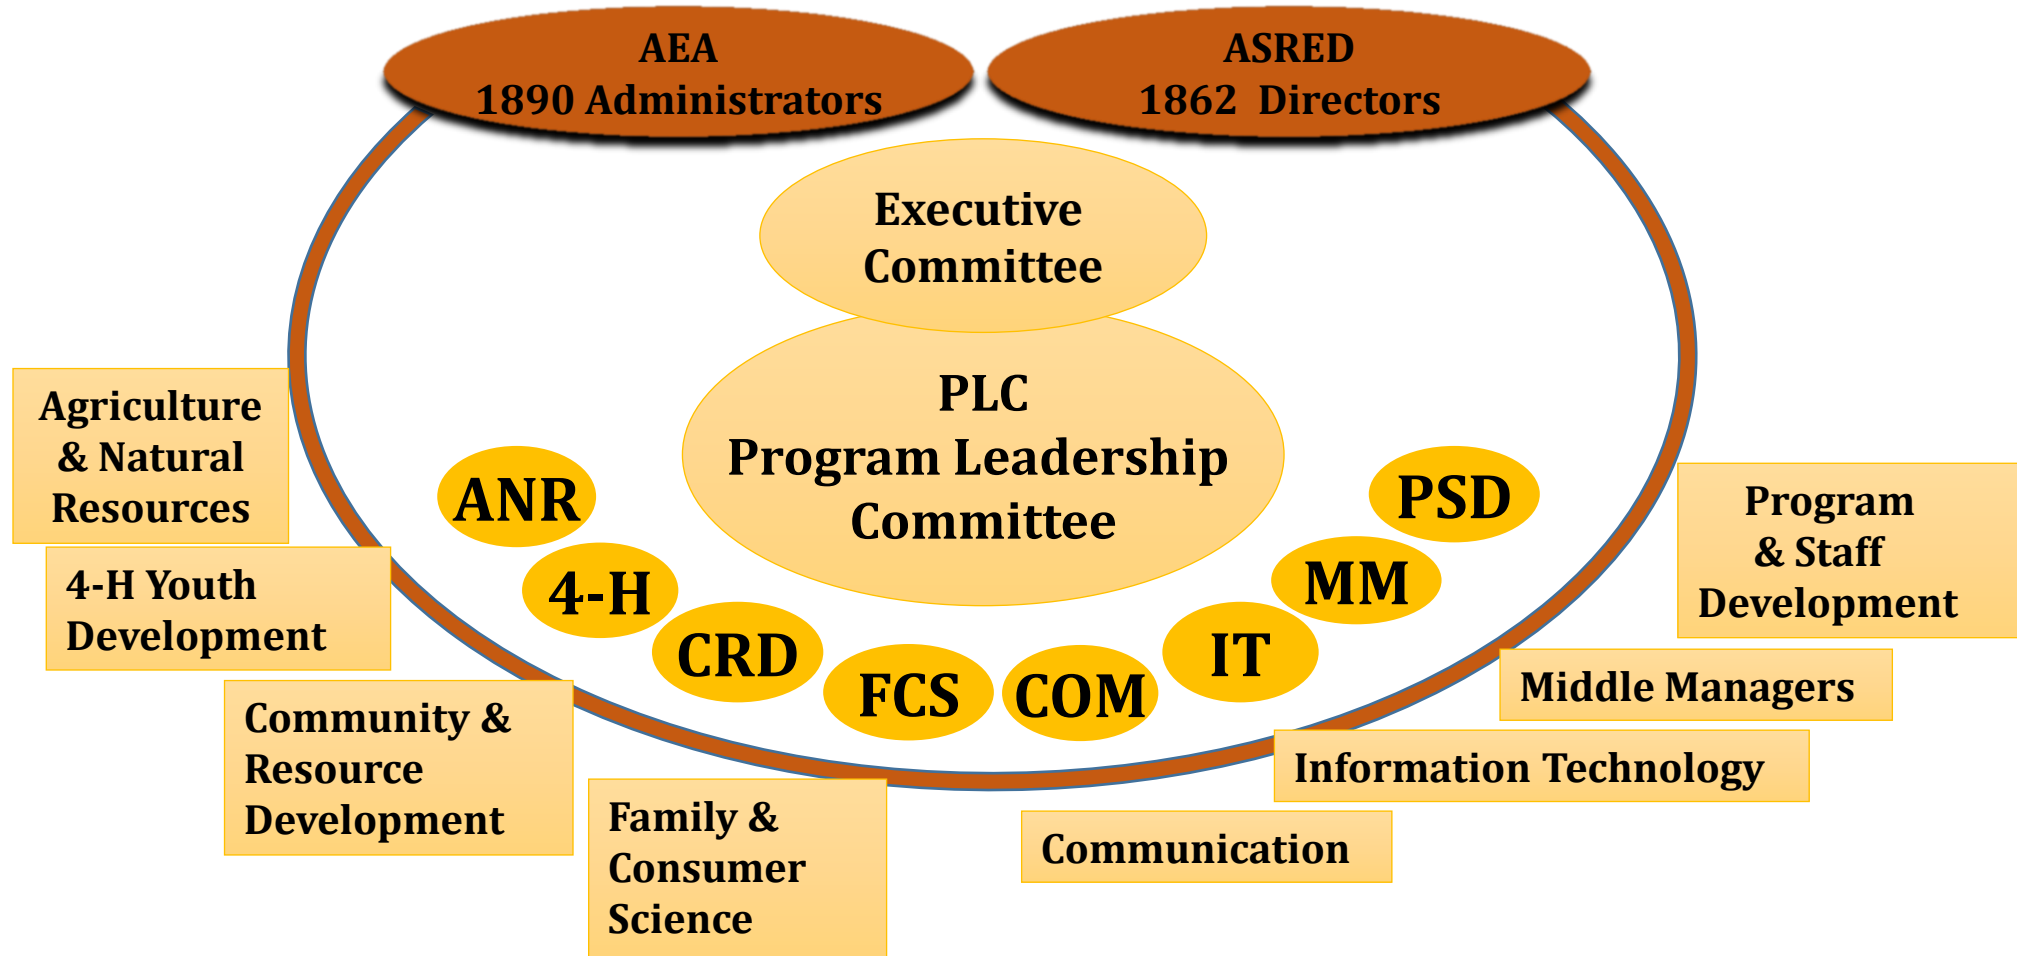 AEA
1890 Administrators
ASRED
1862  Directors
Executive
Committee
PLC
Program Leadership
Committee
ANR
4-H
CRD
FCS
COM
IT
MM
PSD
Agriculture
& Natural
Resources
4-H Youth
Development
Community &
Resource
Development
Family &
Consumer
Science
Communication
Information Technology
Middle Managers
Program
& Staff
Development